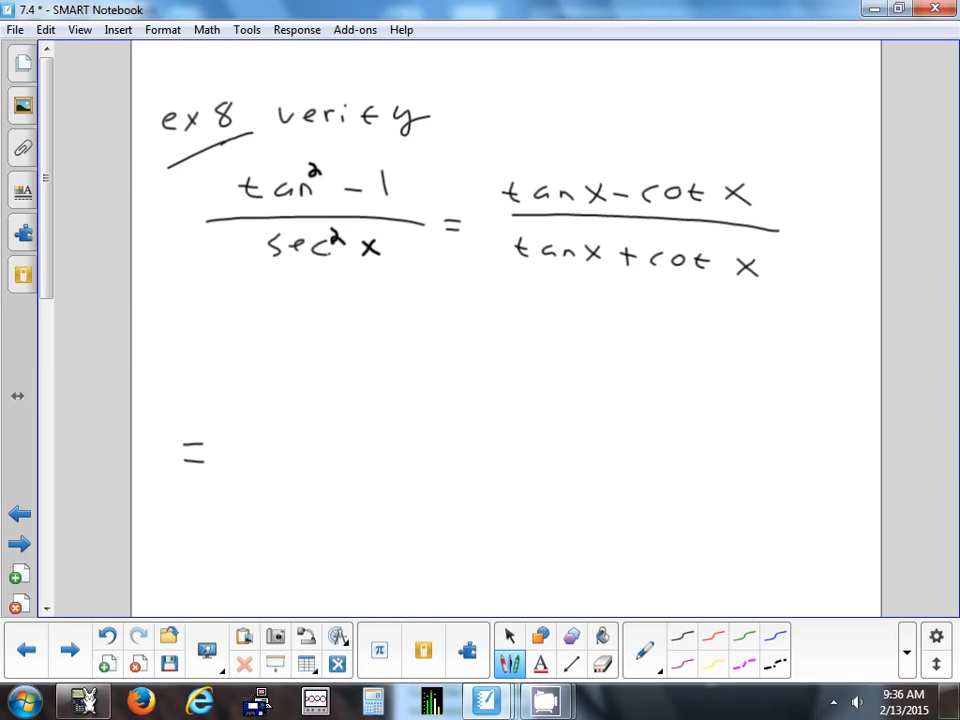 7.4 * - SMART Notebook
File Edit View Insert Format Math Tools Response Add-ons Help
ex 8 verify
tan² - 1
sec² x
=
tan x - cot x
tan x + cot x
=
π
A
9:36 AM
2/13/2015